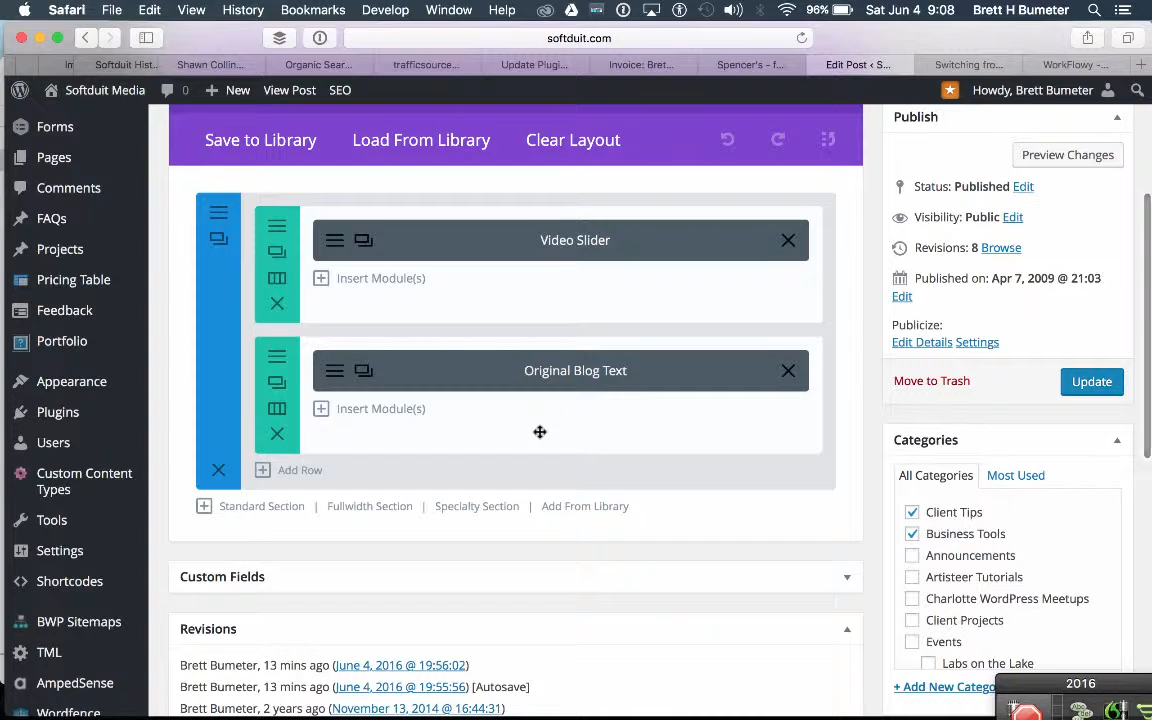 Safari File Edit View History Bookmarks Develop Window Help 96% Sat Jun 4 9:08 Brett H Bumeter
softduit.com
Softduit Hist... Shawn Collin... Organic Sear... trafficsource... Update Plugi... Invoice: Bret... Spencer's – f... Edit Post ‹ S... Switching fro... WorkFlowy –...
Softduit Media 0 + New View Post SEO Howdy, Brett Bumeter
Forms
Pages
Comments
FAQs
Projects
Pricing Table
Feedback
Portfolio
Appearance
Plugins
Users
Custom Content
Types
Tools
Settings
Shortcodes
BWP Sitemaps
TML
AmpedSense
Wordfence
Save to Library Load From Library Clear Layout
Video Slider
Insert Module(s)
Original Blog Text
Insert Module(s)
Add Row
Standard Section | Fullwidth Section | Specialty Section | Add From Library
Custom Fields
Revisions
Brett Bumeter, 13 mins ago (June 4, 2016 @ 19:56:02)
Brett Bumeter, 13 mins ago (June 4, 2016 @ 19:55:56) [Autosave]
Brett Bumeter, 2 years ago (November 13, 2014 @ 16:44:31)
Publish
Preview Changes
Status: Published Edit
Visibility: Public Edit
Revisions: 8 Browse
Published on: Apr 7, 2009 @ 21:03
Edit
Publicize:
Edit Details Settings
Move to Trash Update
Categories
All Categories Most Used
Client Tips
Business Tools
Announcements
Artisteer Tutorials
Charlotte WordPress Meetups
Client Projects
Events
Labs on the Lake
+ Add New Catego
2016